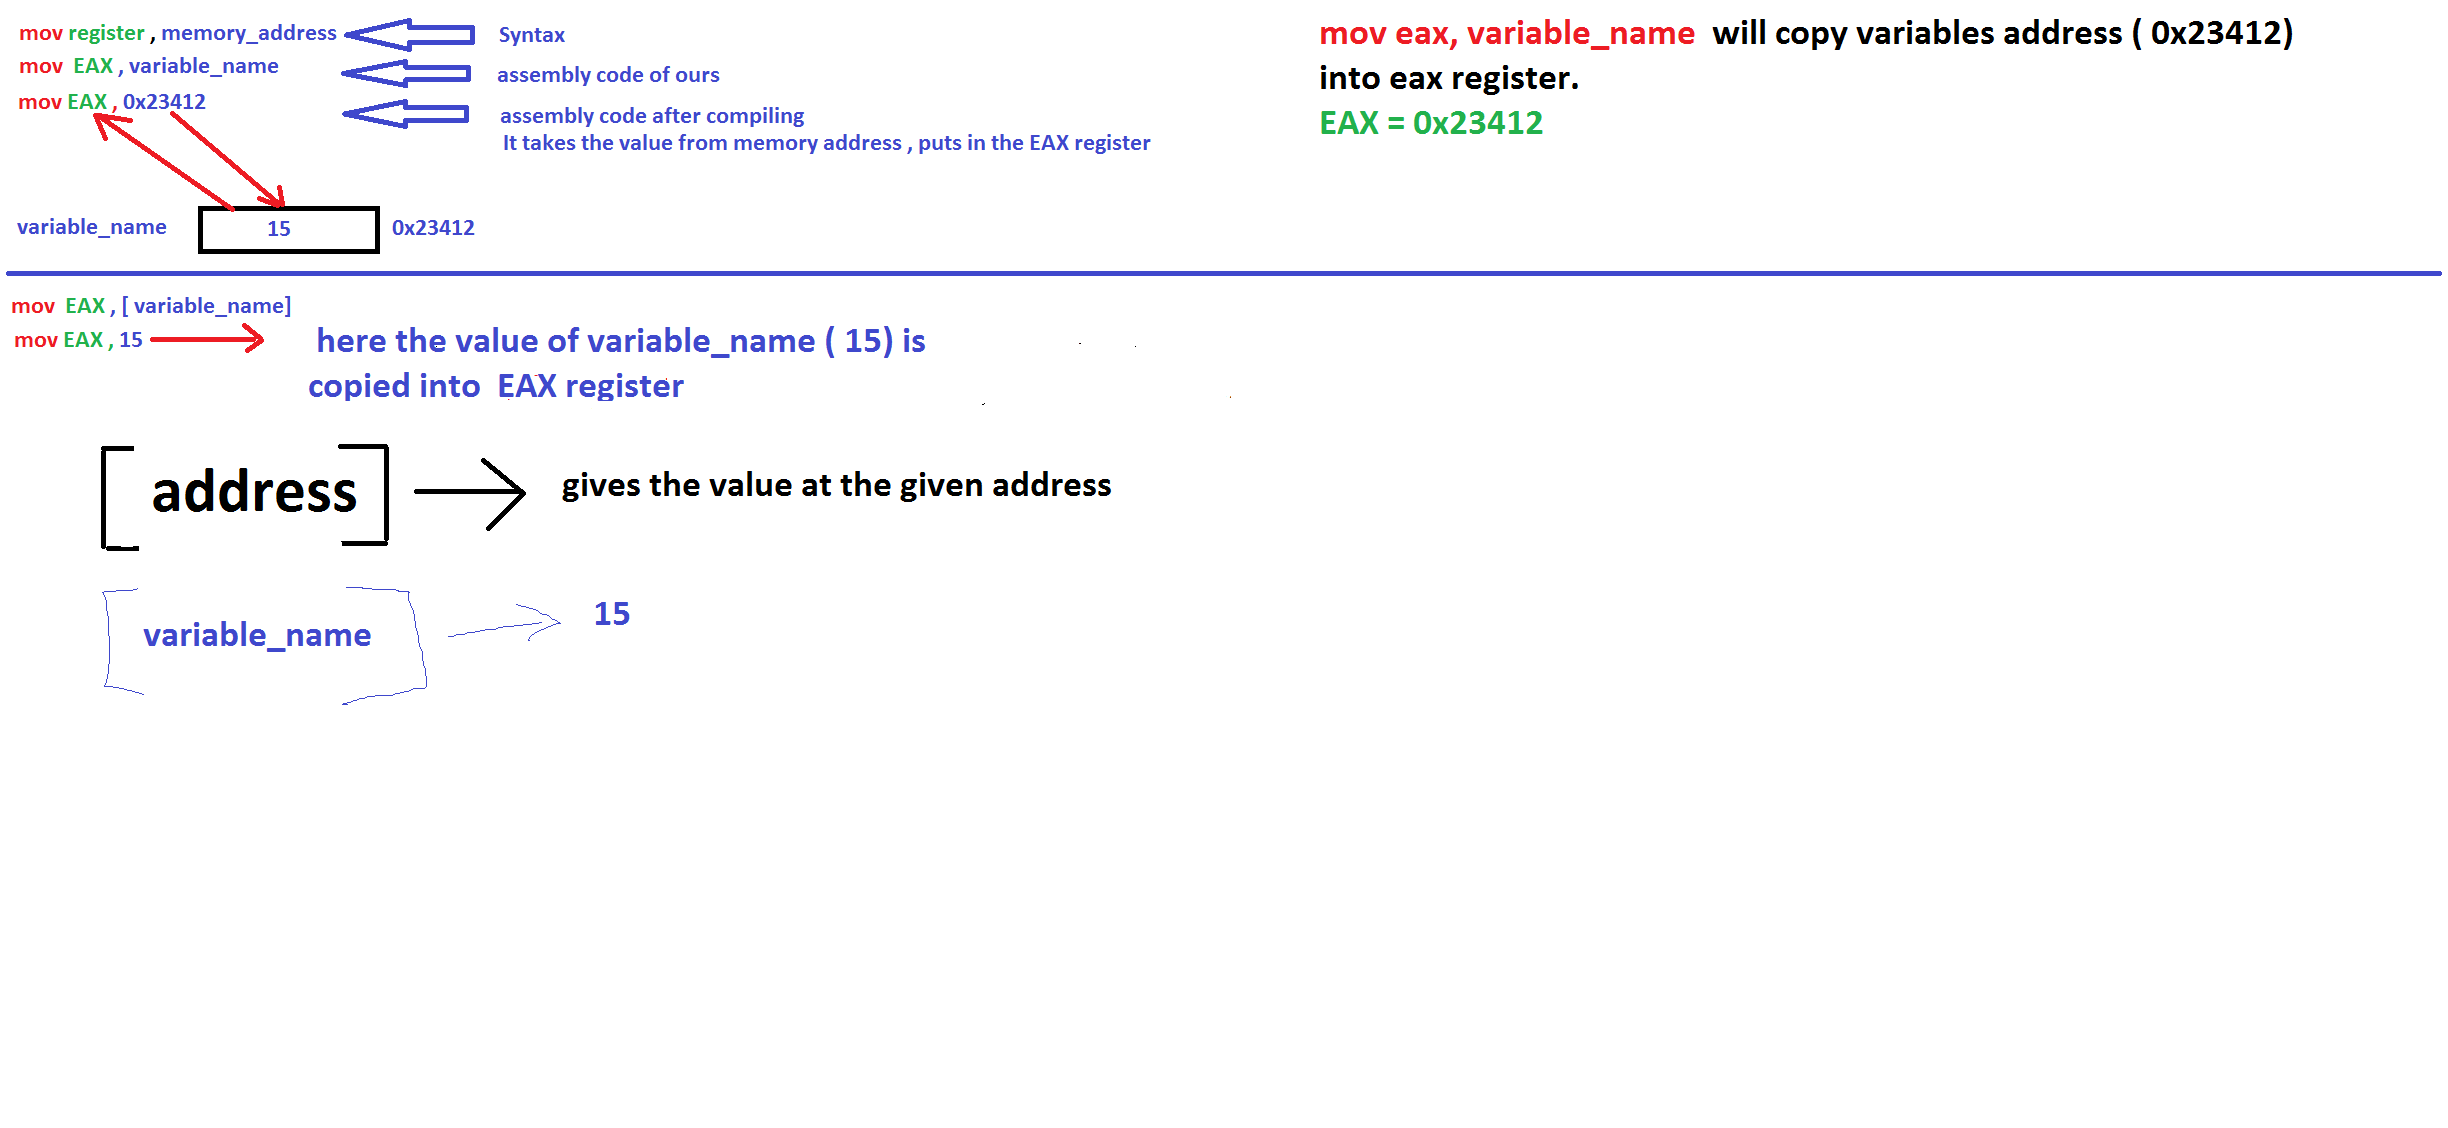 mov register , memory_address Syntax
mov EAX , variable_name assembly code of ours
mov EAX , 0x23412 assembly code after compiling
It takes the value from memory address , puts in the EAX register
variable_name 15 0x23412
mov eax, variable_name will copy variables address ( 0x23412)
into eax register.
EAX = 0x23412
mov EAX , [ variable_name]
mov EAX , 15
here the value of variable_name ( 15) is
copied into EAX register
[ address ] gives the value at the given address
[ variable_name ] 15